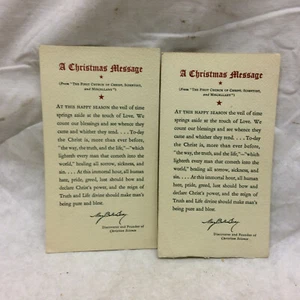 A Christmas Message
(From "The First Church of Christ, Scientist,
and Miscellany")
At this happy season the veil of time
springs aside at the touch of Love. We
count our blessings and see whence they
came and whither they tend. . . . To-day
the Christ is, more than ever before,
"the way, the truth, and the life,"—which
lighteth every man that cometh into the
world," healing all sorrow, sickness, and
sin. . . . At this immortal hour, all human
hate, pride, greed, lust should bow and
declare Christ's power, and the reign of
Truth and Life divine should make man's
being pure and blest.
Mary Baker Eddy
Discoverer and Founder of
Christian Science
A Christmas Message
(From "The First Church of Christ, Scientist,
and Miscellany")
At this happy season the veil of time
springs aside at the touch of Love. We
count our blessings and see whence they
came and whither they tend. . . . To-day
the Christ is, more than ever before,
"the way, the truth, and the life,"—which
lighteth every man that cometh into the
world," healing all sorrow, sickness, and
sin. . . . At this immortal hour, all human
hate, pride, greed, lust should bow and
declare Christ's power, and the reign of
Truth and Life divine should make man's
being pure and blest.
Mary Baker Eddy
Discoverer and Founder of
Christian Science